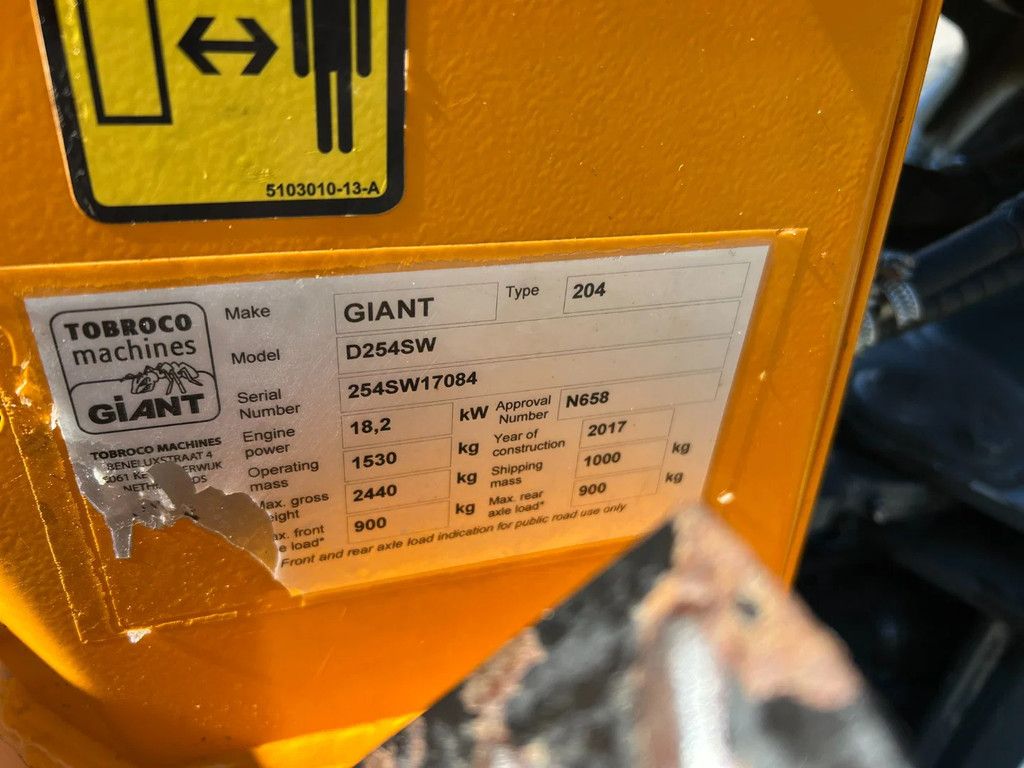 5103010-13-A
TOBROCO
machines
GiANT
TOBROCO MACHINES
BENELUXSTRAAT 4
Make GIANT Type 204
Model D254SW
Serial Number 254SW17084
Engine power 18,2 kW Approval Number N658
Operating mass 1530 kg Year of construction 2017
gross 2440 kg Shipping mass 1000 kg
front load* 900 kg Max. rear axle load* 900 kg
Front and rear axle load indication for public road use only